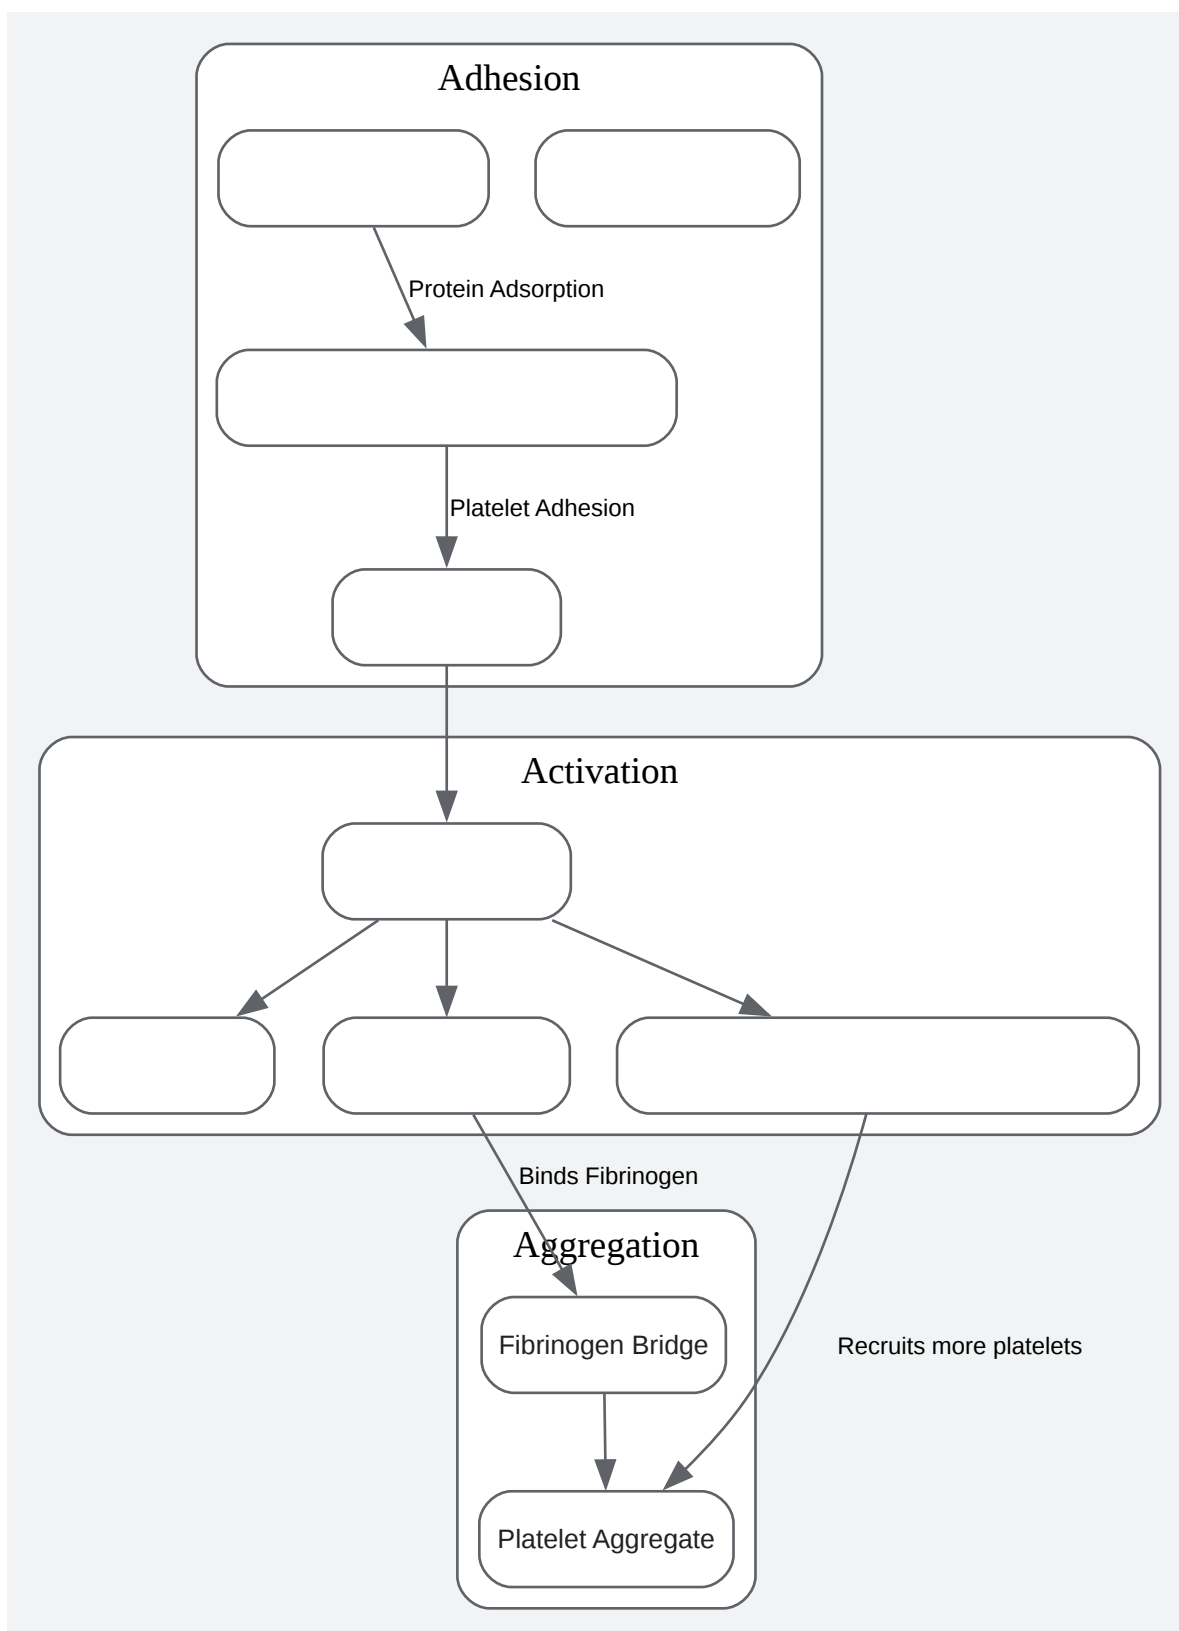 Adhesion
Protein Adsorption
Platelet Adhesion
Activation
Binds Fibrinogen
Aggregation
Fibrinogen Bridge
Recruits more platelets
Platelet Aggregate